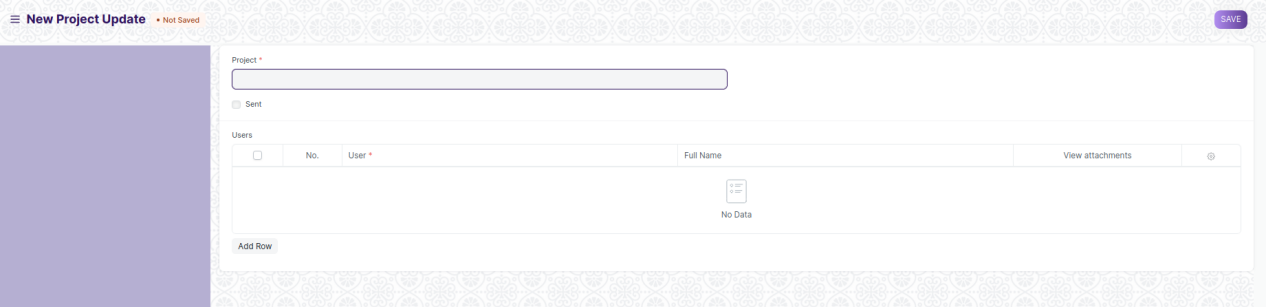 New Project Update • Not Saved SAVE
Project *
Sent
Users
No. User * Full Name View attachments
No Data
Add Row